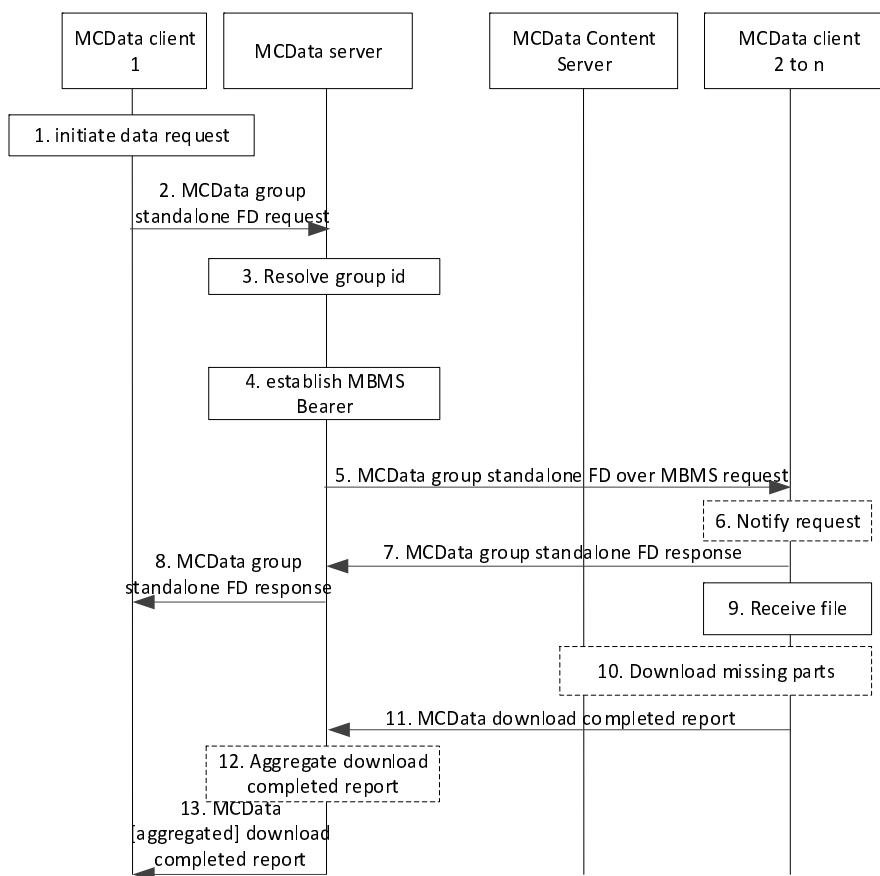 MCData client
1
MCData server
MCData Content
Server
MCData client
2 to n
1. initiate data request
2. MCData group
standalone FD request
3. Resolve group id
4. establish MBMS
Bearer
5. MCData group standalone FD over MBMS request
6. Notify request
7. MCData group standalone FD response
8. MCData group
standalone FD response
9. Receive file
10. Download missing parts
11. MCData download completed report
12. Aggregate download
completed report
13. MCData
[aggregated] download
completed report